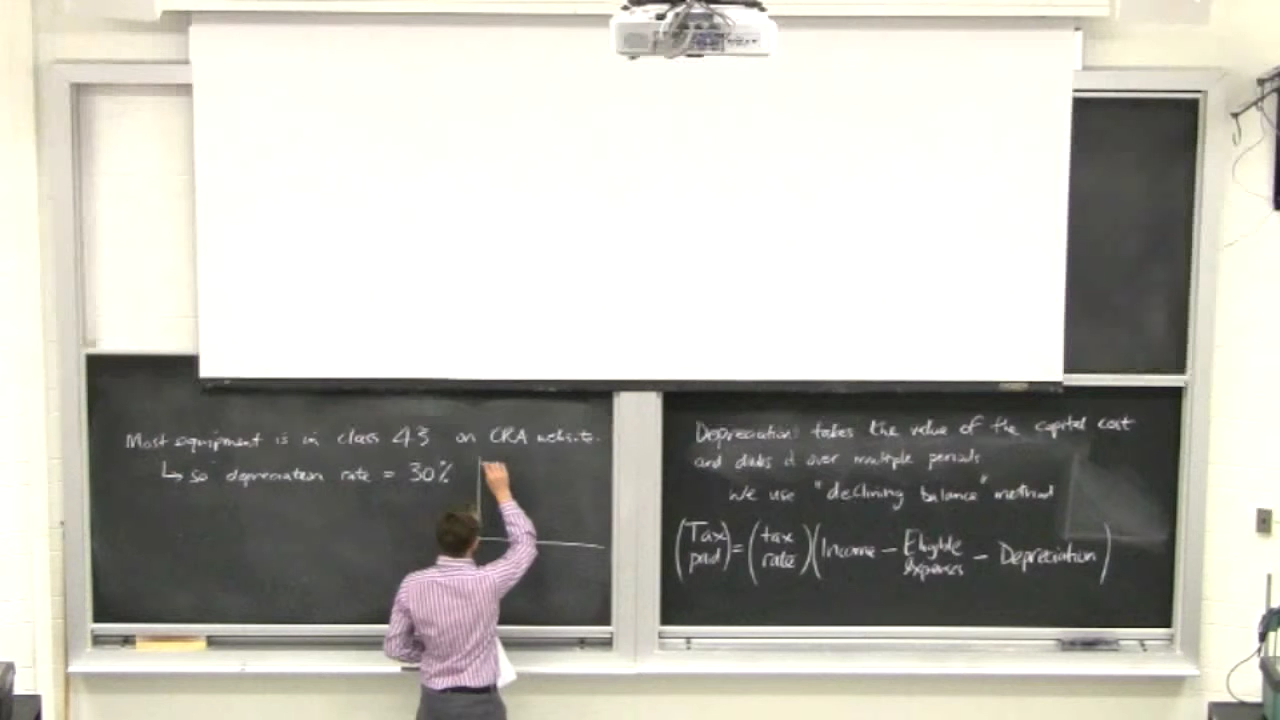 Most equipment is in class 43 on CRA website.
↳ so depreciation rate = 30%
Depreciation takes the value of the capital cost
and divides it over multiple periods
We use "declining balance" method
(Tax paid) = (tax rate)(Income - Eligible expenses - Depreciation)